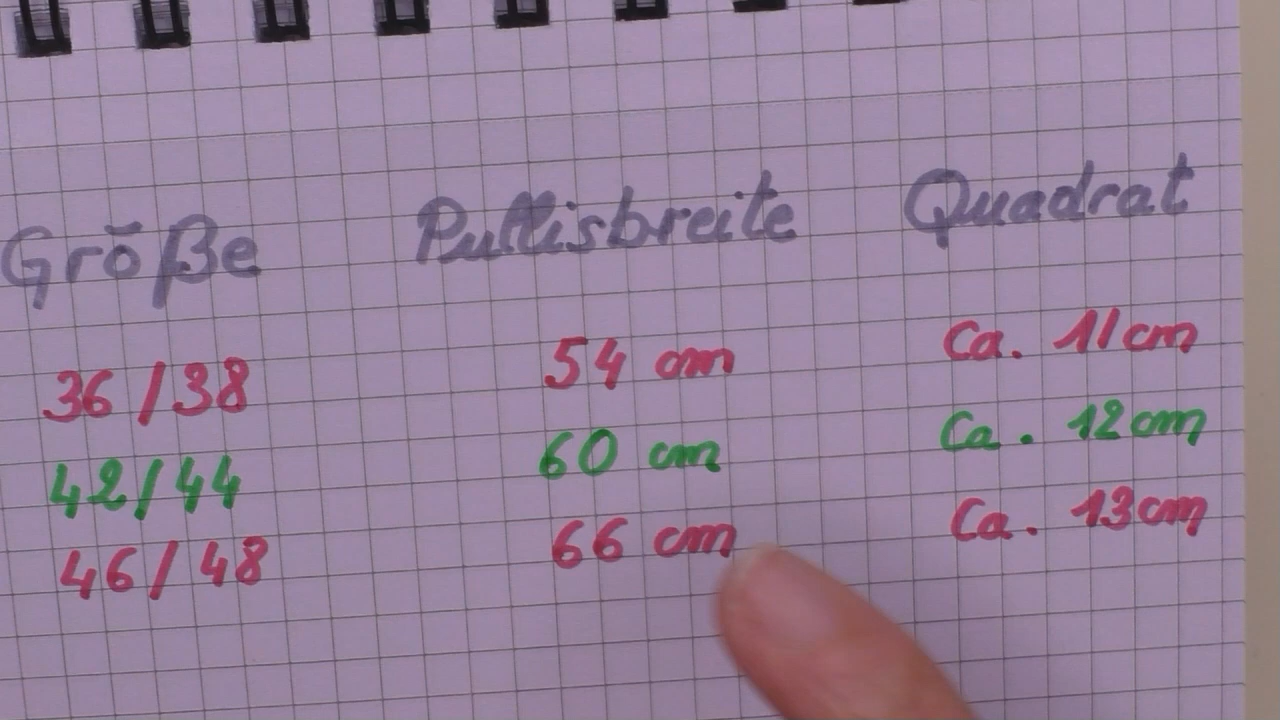 Größe Pullisbreite Quadrat
36/38 54 cm Ca. 11cm
42/44 60 cm Ca. 12cm
46/48 66 cm Ca. 13cm